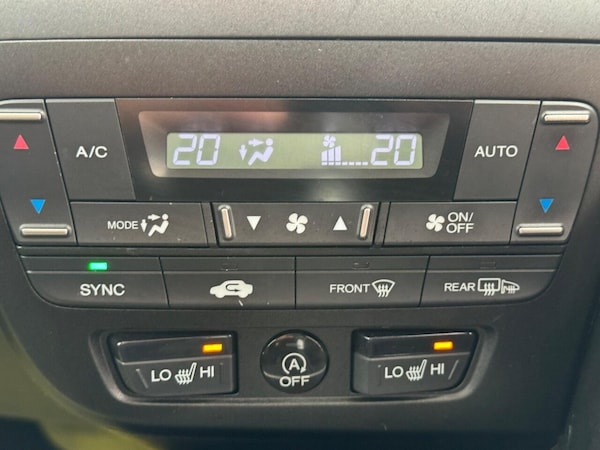 20 20
A/C AUTO
MODE ON/
OFF
SYNC FRONT REAR
LO HI A LO HI
OFF